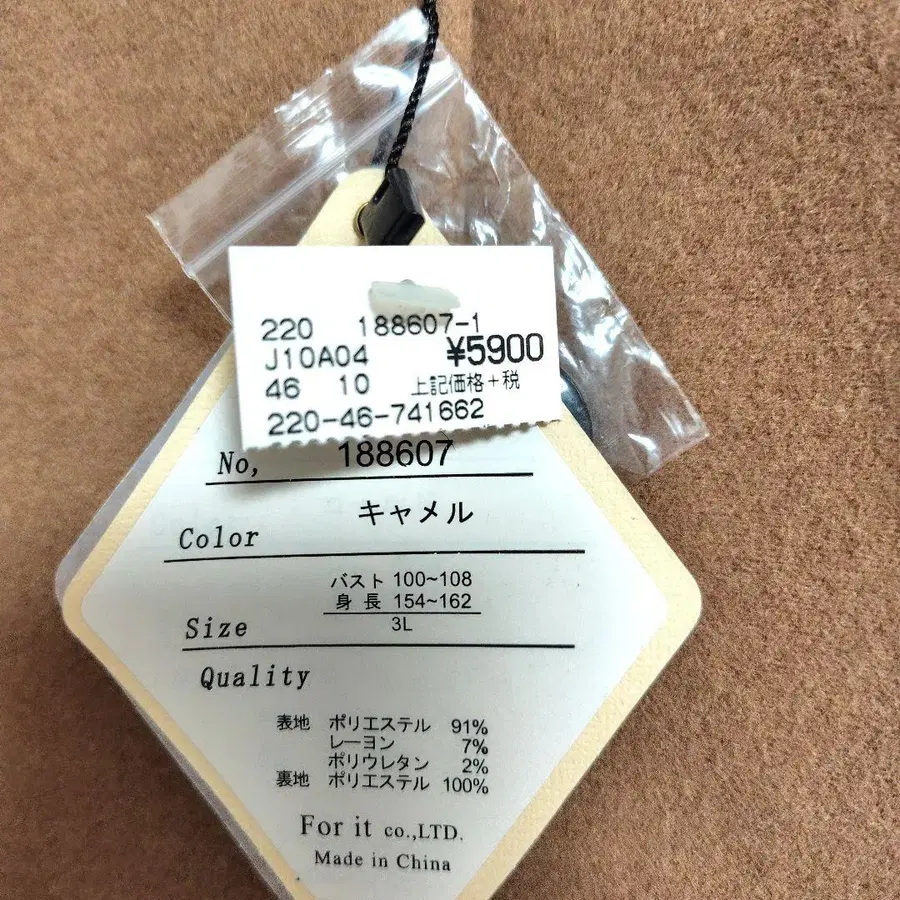 220 188607-1
J10A04 ¥5900
46 10 上記価格+税
220-46-741662
No, 188607
Color キャメル
バスト 100~108
身長 154~162
Size 3L
Quality
表地 ポリエステル 91%
レーヨン 7%
ポリウレタン 2%
裏地 ポリエステル 100%
For it co.,LTD.
Made in China